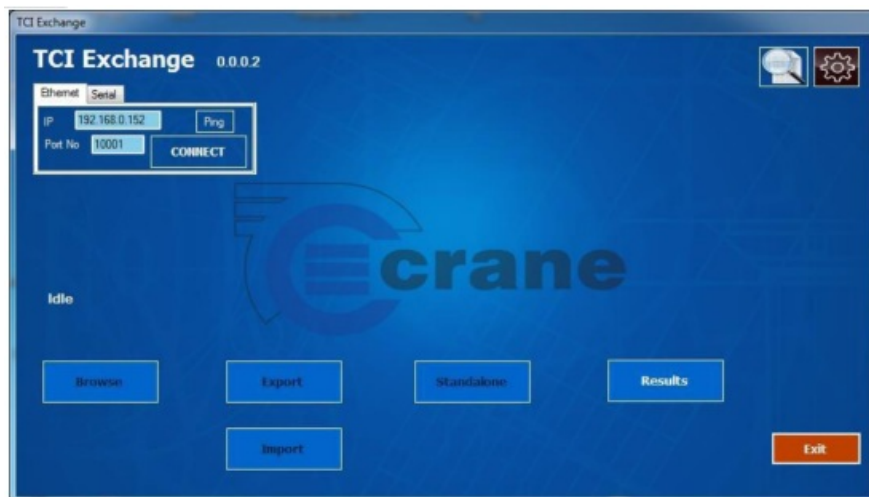 TCI Exchange
TCI Exchange 0.0.0.2
Ethernet Serial
IP 192.168.0.152 Ping
Port No 10001 CONNECT
crane
Idle
Browse Export Standalone Results
Import Exit